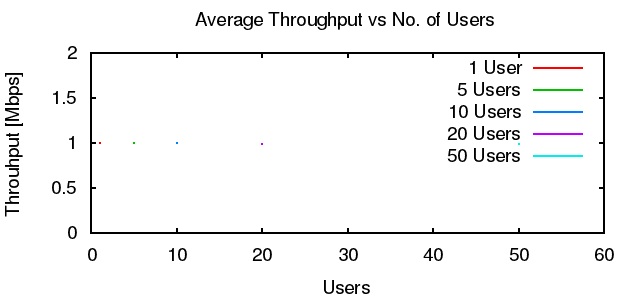 Average Throughput vs No. of Users
Throuhput [Mbps]
2
1.5
1
0.5
0
1 User
5 Users
10 Users
20 Users
50 Users
0 10 20 30 40 50 60
Users